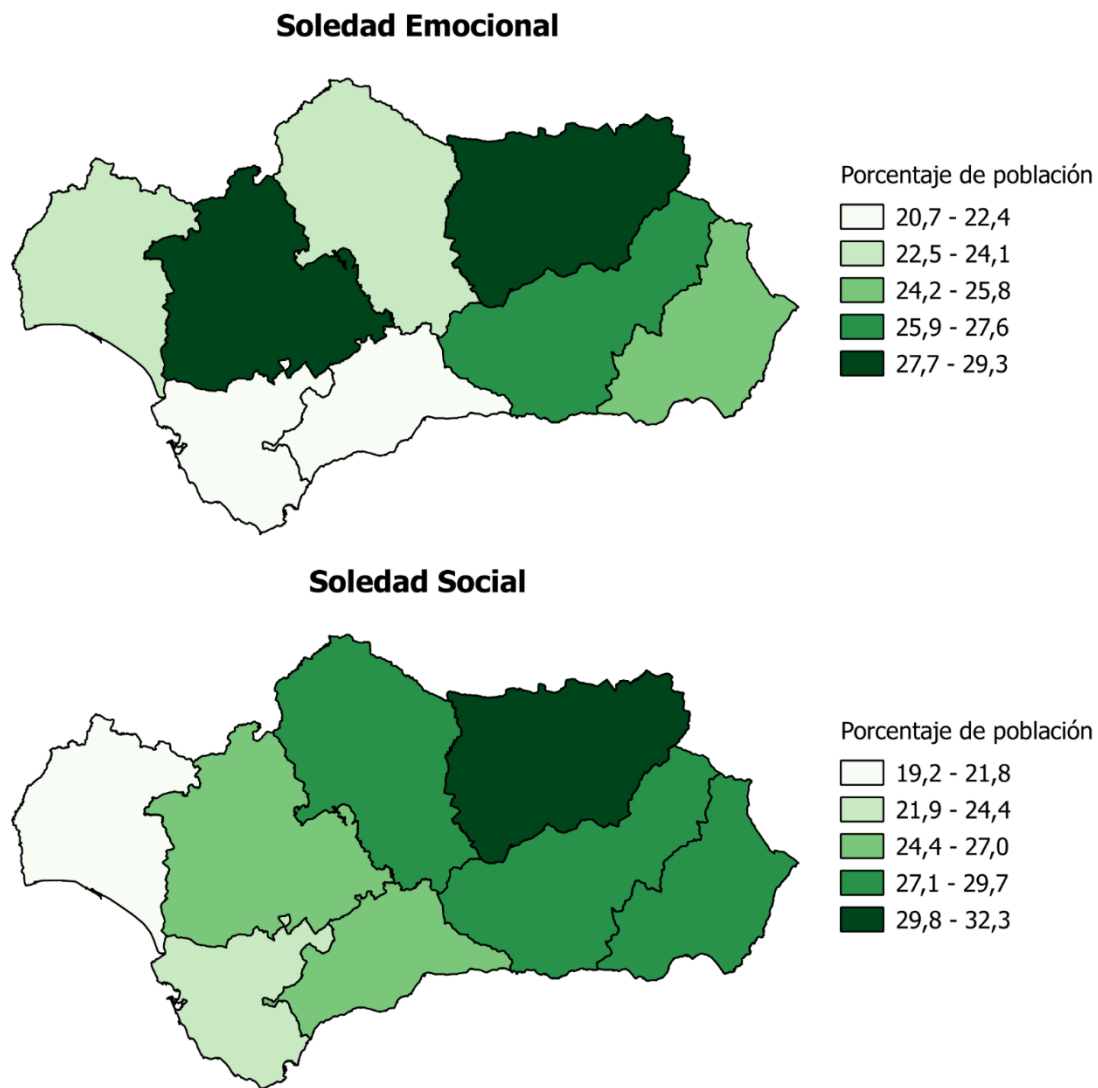 Soledad Emocional
Porcentaje de población
20,7 - 22,4
22,5 - 24,1
24,2 - 25,8
25,9 - 27,6
27,7 - 29,3
Soledad Social
Porcentaje de población
19,2 - 21,8
21,9 - 24,4
24,4 - 27,0
27,1 - 29,7
29,8 - 32,3